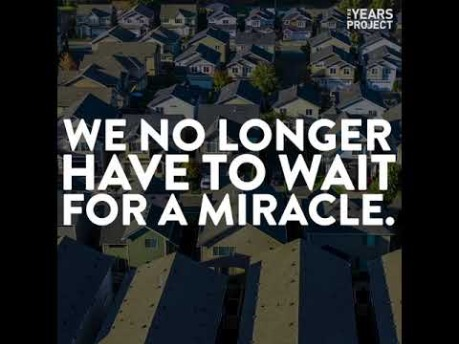 YEARS
PROJECT
WE NO LONGER
HAVE TO WAIT
FOR A MIRACLE.